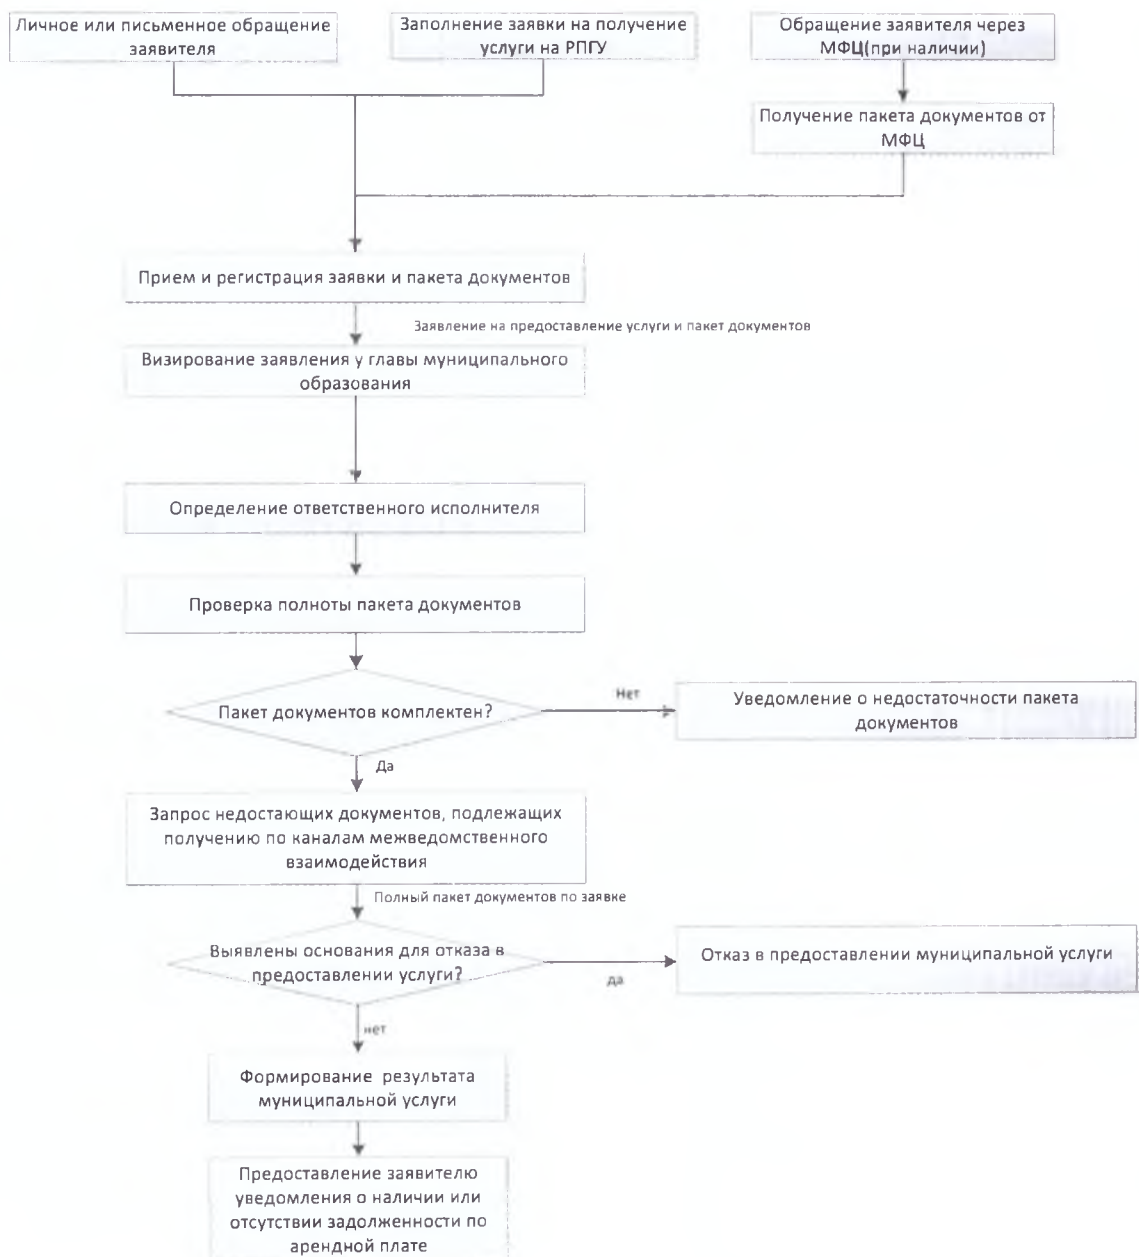 Личное или письменное обращение
заявителя
Заполнение заявки на получение
услуги на РПГУ
Обращение заявителя через
МФЦ(при наличии)
Получение пакета документов от
МФЦ
Прием и регистрация заявки и пакета документов
Заявление на предоставление услуги и пакет документов
Визирование заявления у главы муниципального
образования
Определение ответственного исполнителя
Проверка полноты пакета документов
Пакет документов комплектен?
Нет
Уведомление о недостаточности пакета
документов
Да
Запрос недостающих документов, подлежащих
получению по каналам межведомственного
взаимодействия
Полный пакет документов по заявке
Выявлены основания для отказа в
предоставлении услуги?
да
Отказ в предоставлении муниципальной услуги
нет
Формирование результата
муниципальной услуги
Предоставление заявителю
уведомления о наличии или
отсутствии задолженности по
арендной плате